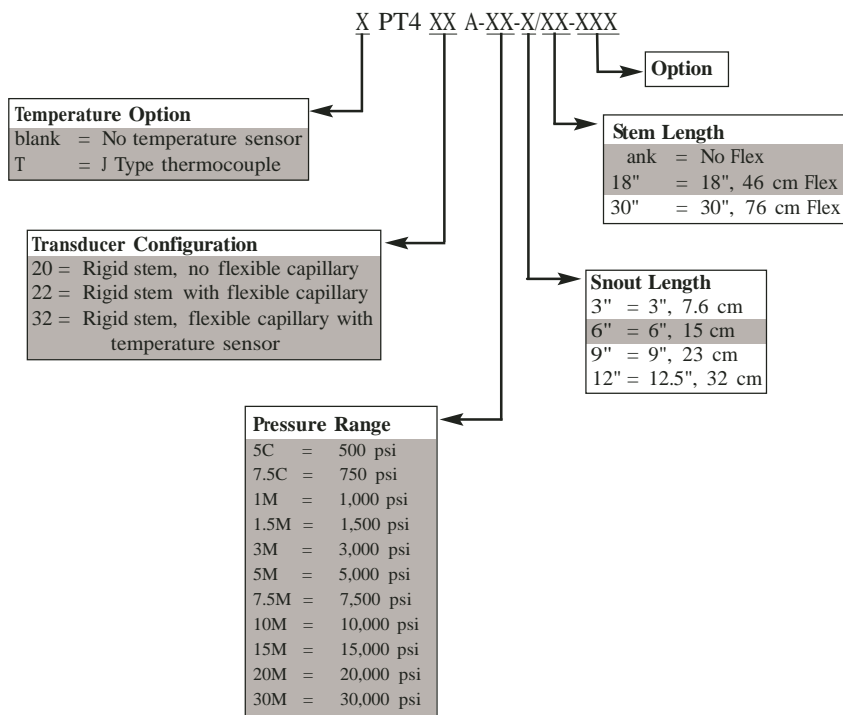 X PT4 XX A-XX-X/XX-XXX
Option
Temperature Option
blank = No temperature sensor
T = J Type thermocouple
Stem Length
ank = No Flex
18" = 18", 46 cm Flex
30" = 30", 76 cm Flex
Transducer Configuration
20 = Rigid stem, no flexible capillary
22 = Rigid stem with flexible capillary
32 = Rigid stem, flexible capillary with
temperature sensor
Snout Length
3" = 3", 7.6 cm
6" = 6", 15 cm
9" = 9", 23 cm
12" = 12.5", 32 cm
Pressure Range
5C = 500 psi
7.5C = 750 psi
1M = 1,000 psi
1.5M = 1,500 psi
3M = 3,000 psi
5M = 5,000 psi
7.5M = 7,500 psi
10M = 10,000 psi
15M = 15,000 psi
20M = 20,000 psi
30M = 30,000 psi